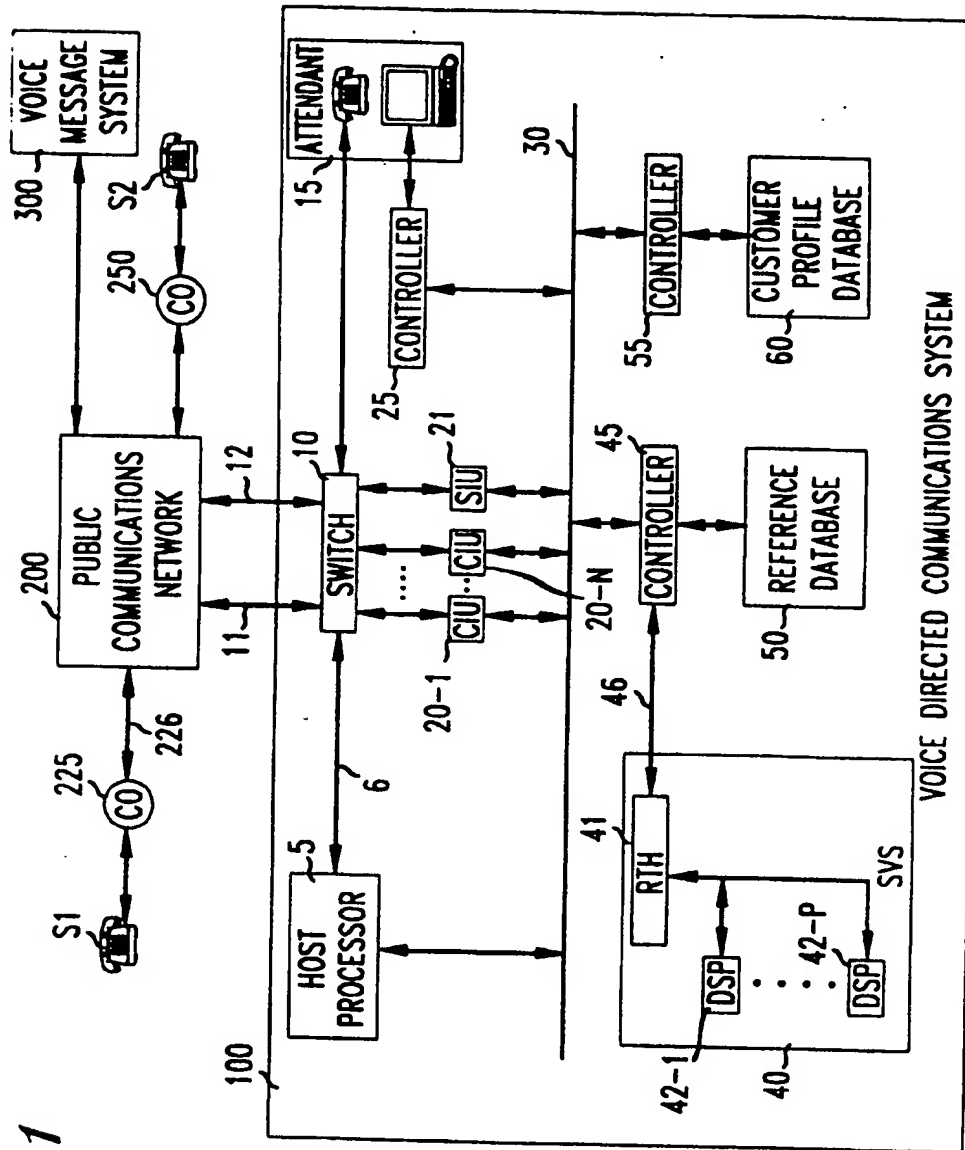 1
S1
CO
225
226
200
PUBLIC
COMMUNICATIONS
NETWORK
CO
250
S2
300
VOICE
MESSAGE
SYSTEM
11
12
100
HOST
PROCESSOR
5
6
SWITCH
10
ATTENDANT
15
CONTROLLER
25
20-1
CIU
CIU
20-N
SIU
21
30
RTH
41
46
DSP
42-1
DSP
42-P
SVS
40
CONTROLLER
45
REFERENCE
DATABASE
50
CONTROLLER
55
CUSTOMER
PROFILE
DATABASE
60
VOICE DIRECTED COMMUNICATIONS SYSTEM